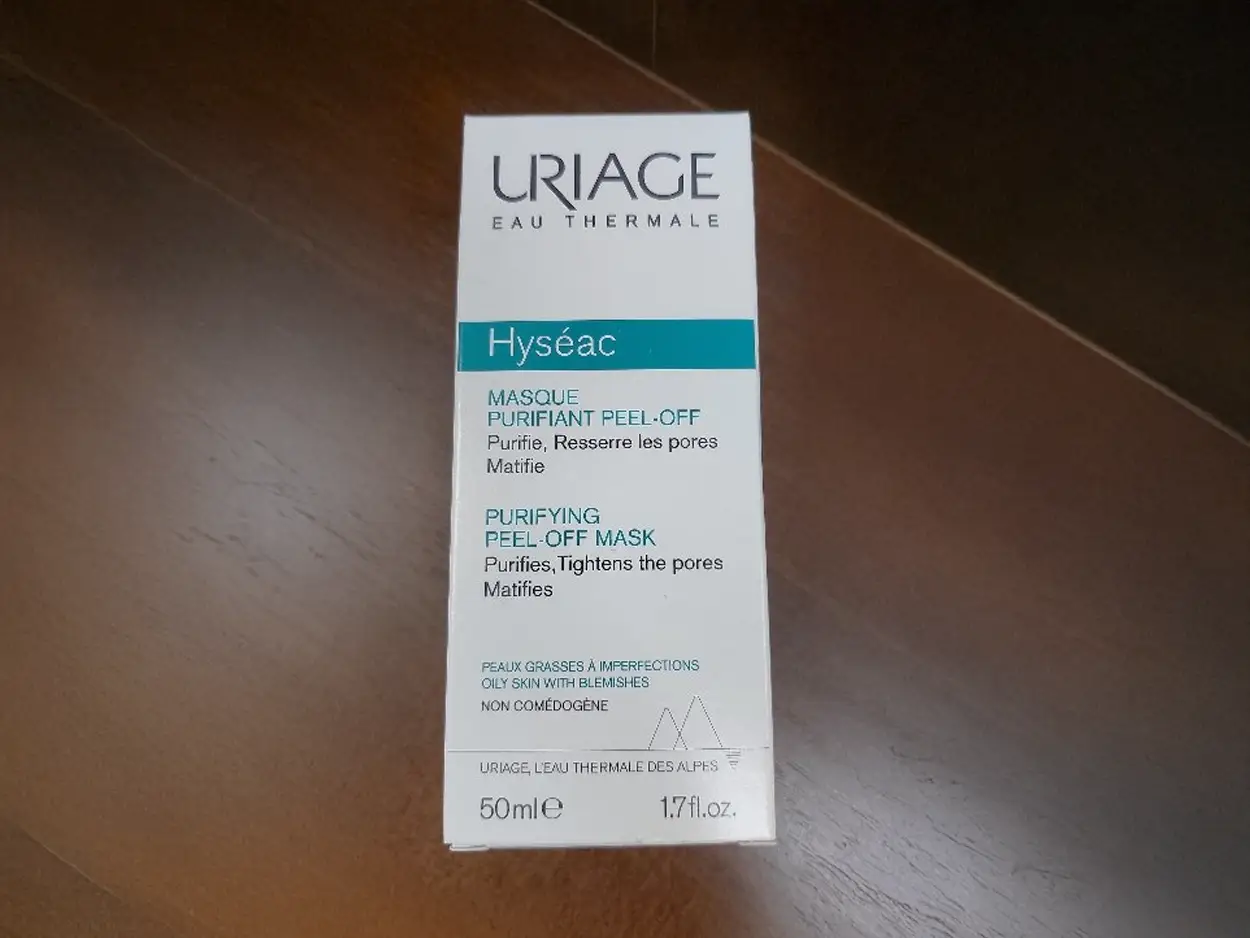 URIAGE
EAU THERMALE
Hyséac
MASQUE
PURIFIANT PEEL-OFF
Purifie, Resserre les pores
Matifie
PURIFYING
PEEL-OFF MASK
Purifies,Tightens the pores
Matifies
PEAUX GRASSES À IMPERFECTIONS
OILY SKIN WITH BLEMISHES
NON COMÉDOGÈNE
URIAGE, L'EAU THERMALE DES ALPES
50ml℮ 1.7fl.oz.